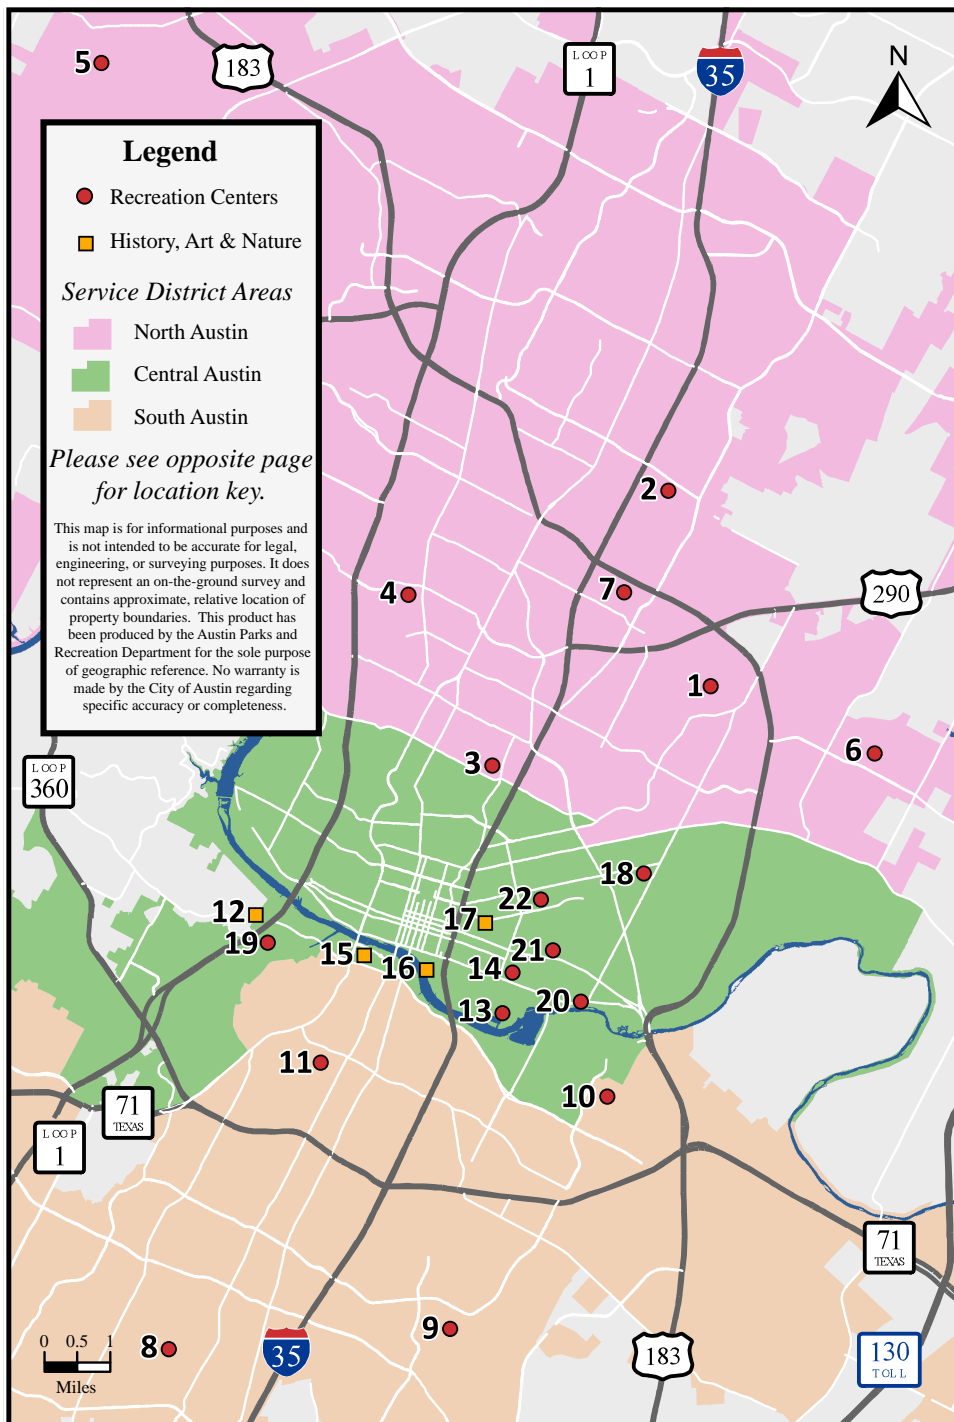 5
183
LOOP
1
35
N
Legend
Recreation Centers
History, Art & Nature
Service District Areas
North Austin
Central Austin
South Austin
Please see opposite page
for location key.
This map is for informational purposes and
is not intended to be accurate for legal,
engineering, or surveying purposes. It does
not represent an on-the-ground survey and
contains approximate, relative location of
property boundaries. This product has
been produced by the Austin Parks and
Recreation Department for the sole purpose
of geographic reference. No warranty is
made by the City of Austin regarding
specific accuracy or completeness.
2
4
7
290
1
6
3
LOOP
360
18
22
12
17
19
15
21
16
14
20
13
11
10
71
TEXAS
LOOP
1
71
TEXAS
9
8
0 0.5 1
Miles
35
183
130
TOLL